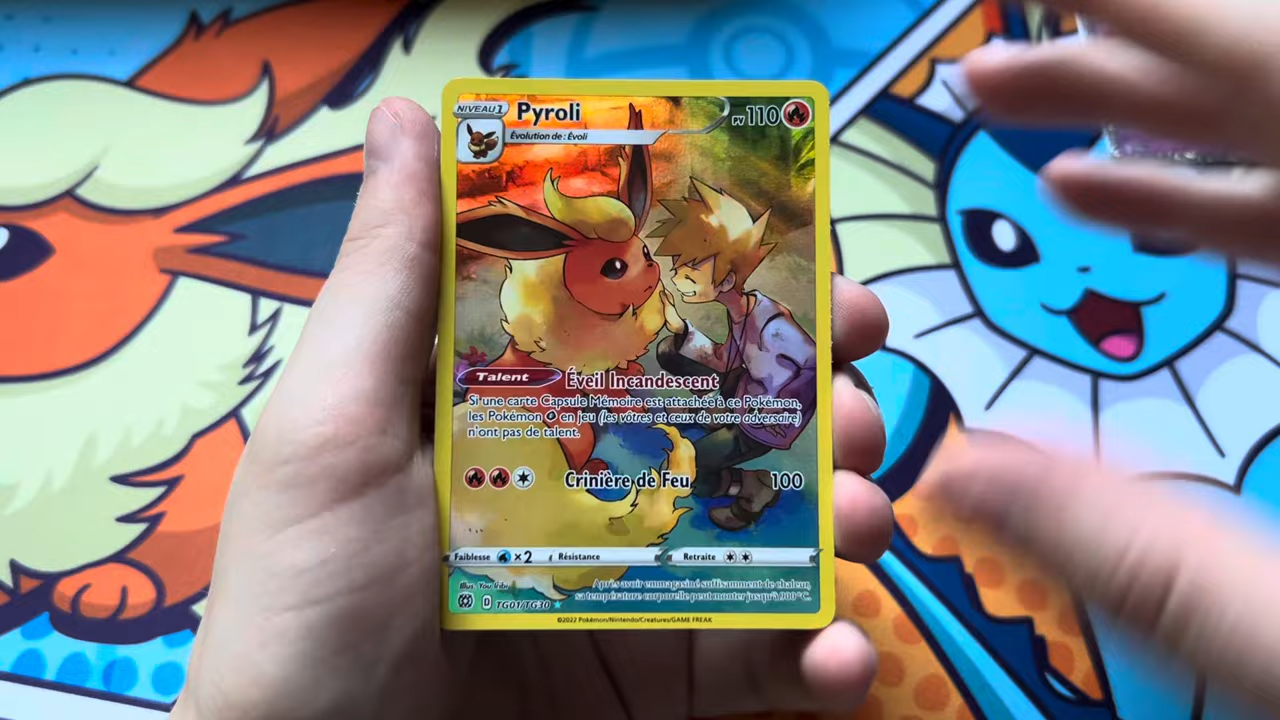 NIVEAU 1
Pyroli
PV 110
Évolution de : Évoli
Talent
Éveil Incandescent
Si une carte Capsule Mémoire est attachée à ce Pokémon,
les Pokémon en jeu (les vôtres et ceux de votre adversaire)
n'ont pas de talent.
Crinière de Feu
100
Faiblesse ×2 Résistance Retraite
Après avoir emmagasiné suffisamment de chaleur,
sa température corporelle peut monter jusqu'à 900 °C.
Illus. You Iribi
D TG01/TG30
©2022 Pokémon/Nintendo/Creatures/GAME FREAK